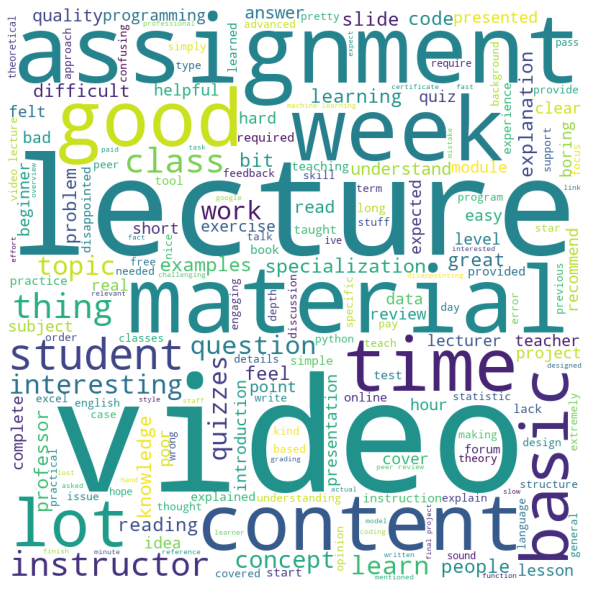 quality programming answer slide code advanced presented
theoretical approach confusing simply type learned pretty background certificate fast require professional expect provide pass
assignment
difficult helpful learning quiz
felt good week explanation
bad hard required machine learning experience clear
video lecture beginner problem disappointed peer class bit feedback skill teaching understand module mistake focus support boring
tool paid task google
lecture
effort overview fact nice short exercise work read term talk stuff ive taught book long expected easy program link star
practice topic needed free challenging real examples engaging depth discussion specialization level great provided previous recommend
thing material
subject relevant order classes details python specific data review pay day error interested disappointing teach
student question simple lecturer teacher project
interesting feel point test statistic designed
complete excel english style staff write online hour lack extremely
professor practical case wrong poor knowledge quizzes introduction presentation kind based grading cover making forum theory peer review design structure
video time basic
issue hope asked lost hand explained understanding instruction explain slow language
lot content
reading thought actual opinion model coding final project sound general
instructor idea concept learn people lesson
finish minute learner reference covered start mentioned written function